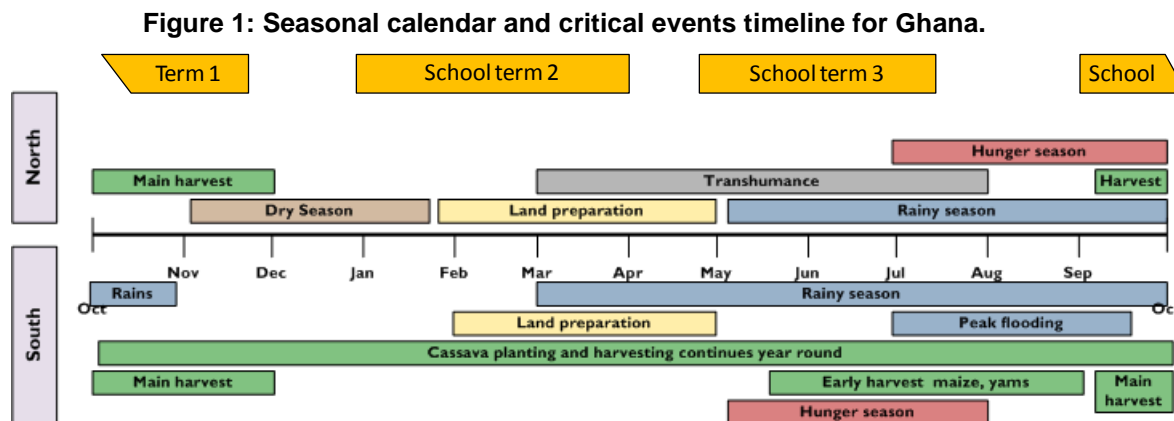 Figure 1: Seasonal calendar and critical events timeline for Ghana.
Term 1
School term 2
School term 3
School
North
Hunger season
Main harvest
Transhumance
Harvest
Dry Season
Land preparation
Rainy season
Nov Dec Jan Feb Mar Apr May Jun Jul Aug Sep
Oct
Oc
South
Rains
Rainy season
Land preparation
Peak flooding
Cassava planting and harvesting continues year round
Main harvest
Early harvest maize, yams
Main
harvest
Hunger season